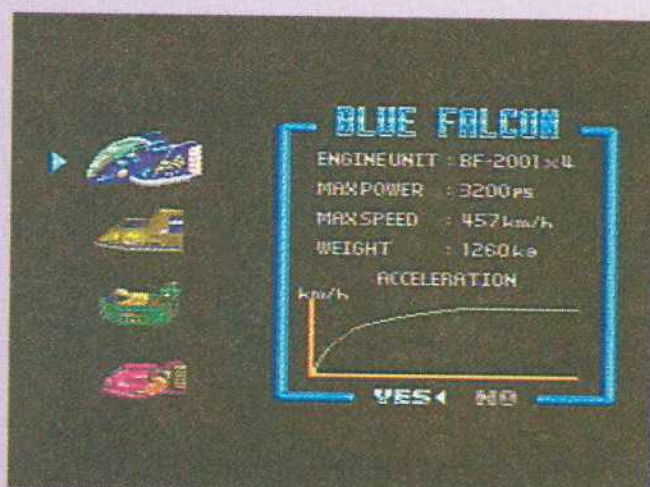 BLUE FALCON
ENGINE UNIT : BF-2001×4
MAX POWER : 3200ps
MAX SPEED : 457km/h
WEIGHT : 1260kg
ACCELERATION
km/h
YES NO